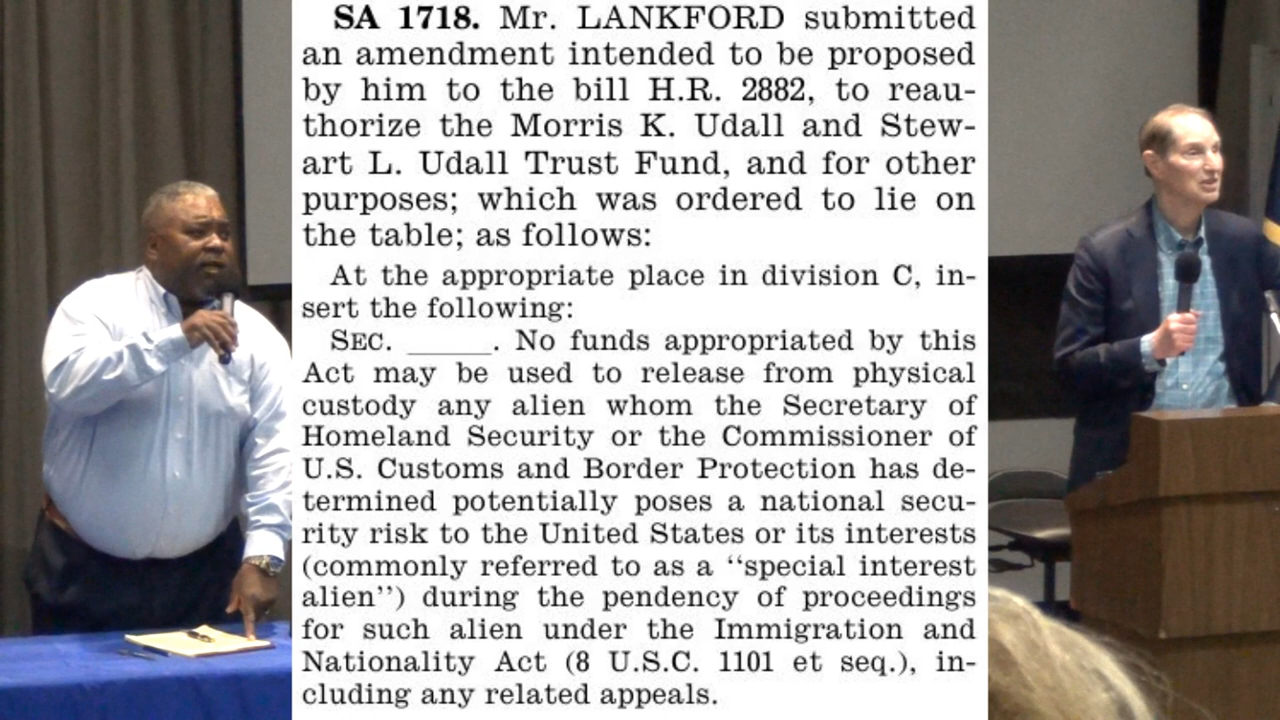 SA 1718. Mr. LANKFORD submitted
an amendment intended to be proposed
by him to the bill H.R. 2882, to reau-
thorize the Morris K. Udall and Stew-
art L. Udall Trust Fund, and for other
purposes; which was ordered to lie on
the table; as follows:
At the appropriate place in division C, in-
sert the following:
SEC. ______. No funds appropriated by this
Act may be used to release from physical
custody any alien whom the Secretary of
Homeland Security or the Commissioner of
U.S. Customs and Border Protection has de-
termined potentially poses a national secu-
rity risk to the United States or its interests
(commonly referred to as a ‘‘special interest
alien’’) during the pendency of proceedings
for such alien under the Immigration and
Nationality Act (8 U.S.C. 1101 et seq.), in-
cluding any related appeals.